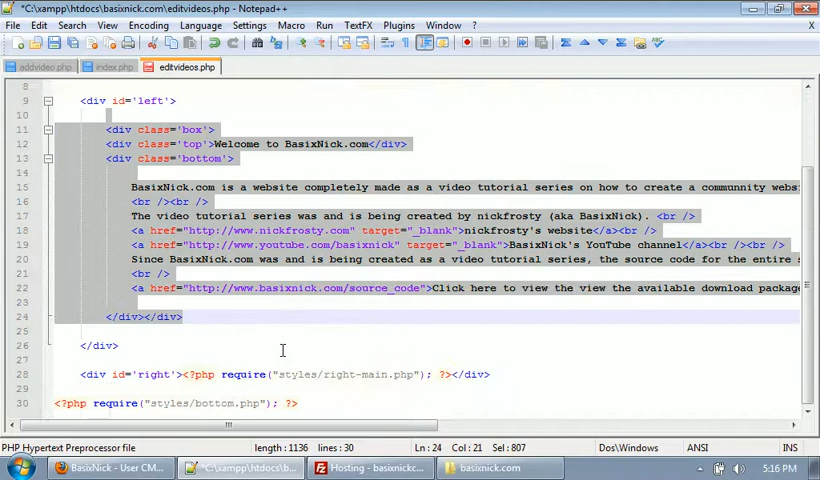 *C:\xampp\htdocs\basixnick.com\editvideos.php - Notepad++
File Edit Search View Encoding Language Settings Macro Run TextFX Plugins Window ? X
addvideo.php index.php editvideos.php
8
9 <div id='left'>
10
11 <div class='box'>
12 <div class='top'>Welcome to BasixNick.com</div>
13 <div class='bottom'>
14
15 BasixNick.com is a website completely made as a video tutorial series on how to create a communnity webs
16 <br /><br />
17 The video tutorial series was and is being created by nickfrosty (aka BasixNick). <br />
18 <a href="http://www.nickfrosty.com" target="_blank">nickfrosty's website</a><br />
19 <a href="http://www.youtube.com/basixnick" target="_blank">BasixNick's YouTube channel</a><br /><br />
20 Since BasixNick.com was and is being created as a video tutorial series, the source code for the entire s
21 <br />
22 <a href="http://www.basixnick.com/source_code">Click here to view the view the available download package
23
24 </div></div>
25
26 </div>
27
28 <div id='right'><?php require("styles/right-main.php"); ?></div>
29
30 <?php require("styles/bottom.php"); ?>
PHP Hypertext Preprocessor file length : 1136 lines : 30 Ln : 24 Col : 21 Sel : 807 Dos\Windows ANSI INS
BasixNick - User CM... *C:\xampp\htdocs\b... Hosting - basixnickc... basixnick.com 5:16 PM